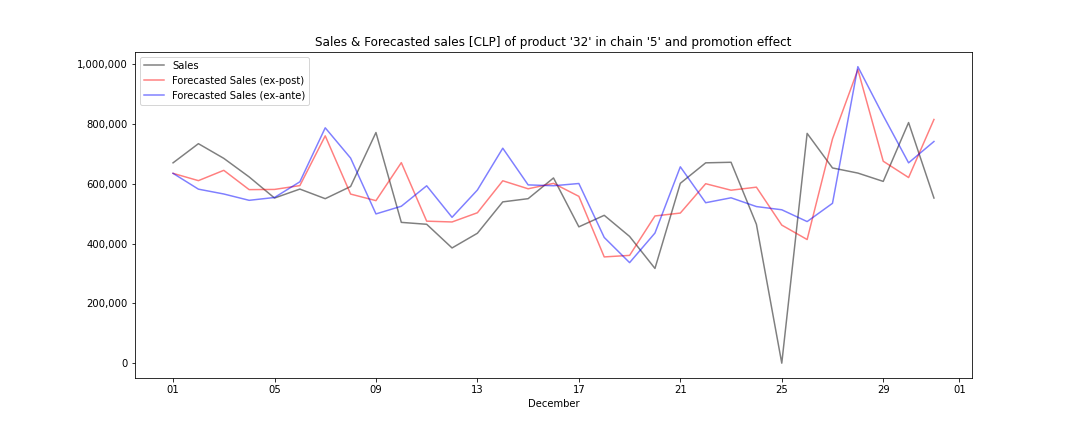 Sales & Forecasted sales [CLP] of product '32' in chain '5' and promotion effect
Sales
Forecasted Sales (ex-post)
Forecasted Sales (ex-ante)
1,000,000
800,000
600,000
400,000
200,000
0
01 05 09 13 17 21 25 29 01
December